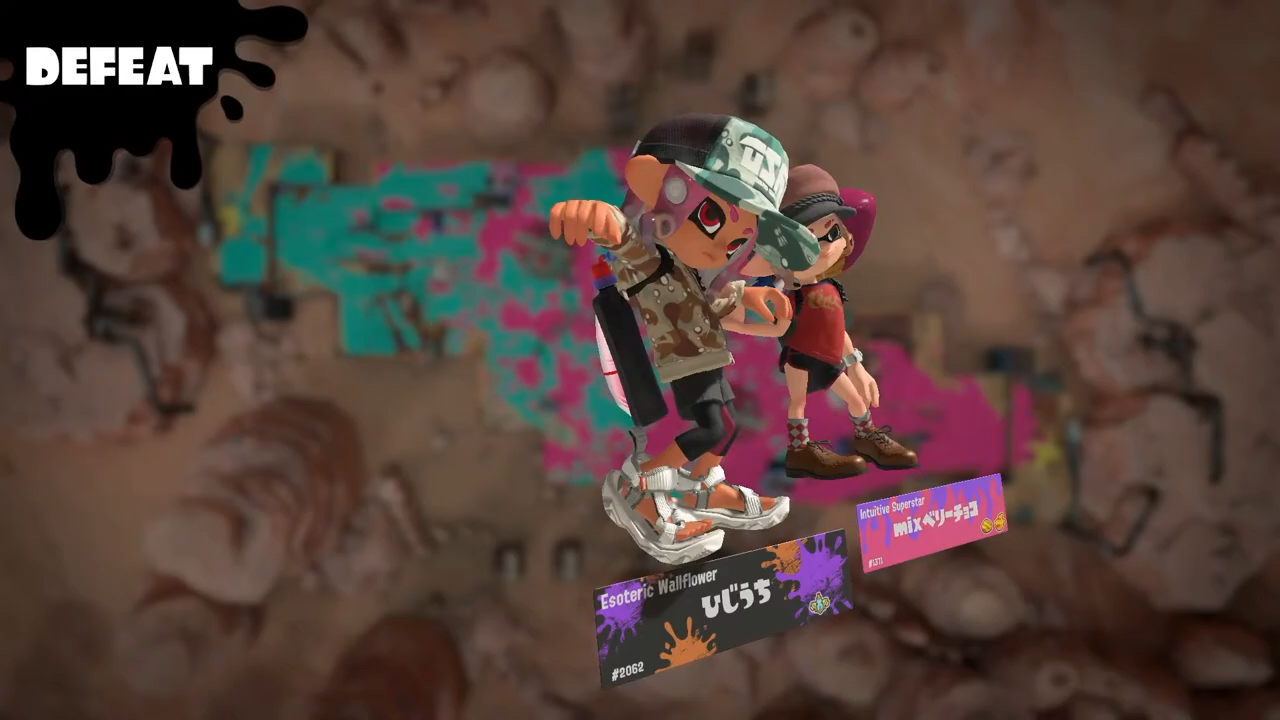 DEFEAT
Intuitive Superstar
mixベリーチョコ
#1371
Esoteric Wallflower
ひじうち
#2062